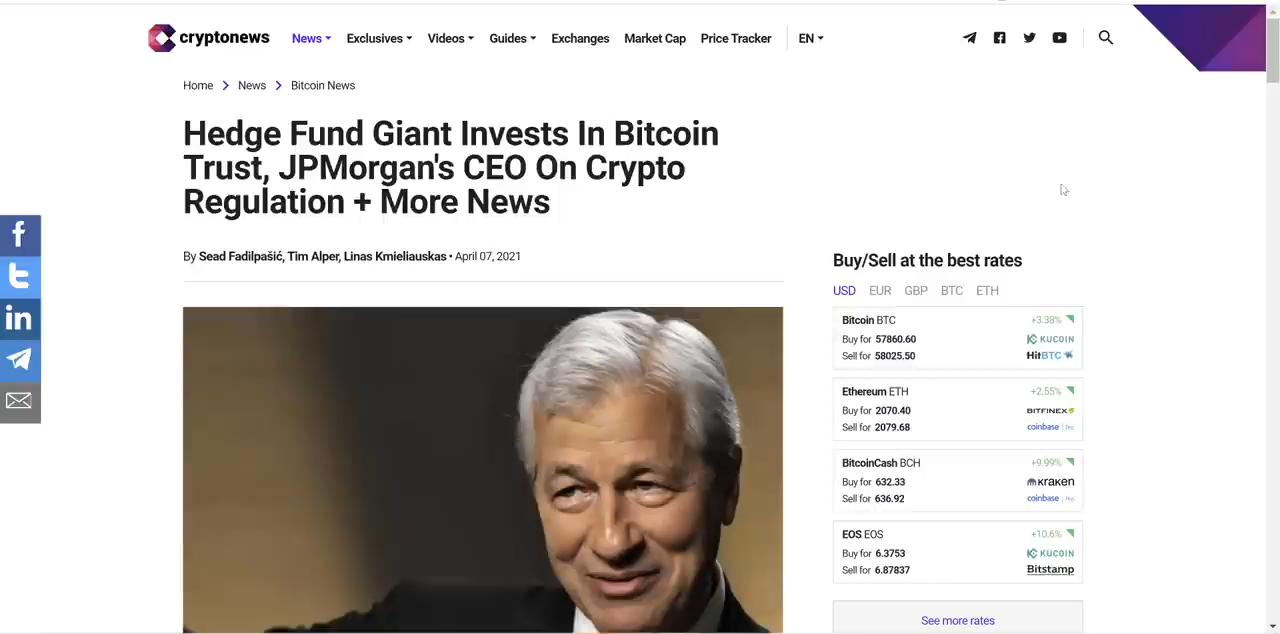 cryptonews
News
Exclusives
Videos
Guides
Exchanges
Market Cap
Price Tracker
EN
Home
News
Bitcoin News
Hedge Fund Giant Invests In Bitcoin
Trust, JPMorgan's CEO On Crypto
Regulation + More News
By Sead Fadilpašić, Tim Alper, Linas Kmieliauskas • April 07, 2021
Buy/Sell at the best rates
USD EUR GBP BTC ETH
Bitcoin BTC +3.38%
Buy for 57860.60 KUCOIN
Sell for 58025.50 HitBTC
Ethereum ETH +2.55%
Buy for 2070.40 BITFINEX
Sell for 2079.68 coinbase Pro
BitcoinCash BCH +9.99%
Buy for 632.33 kraken
Sell for 636.92 coinbase Pro
EOS EOS +10.6%
Buy for 6.3753 KUCOIN
Sell for 6.87837 Bitstamp
See more rates